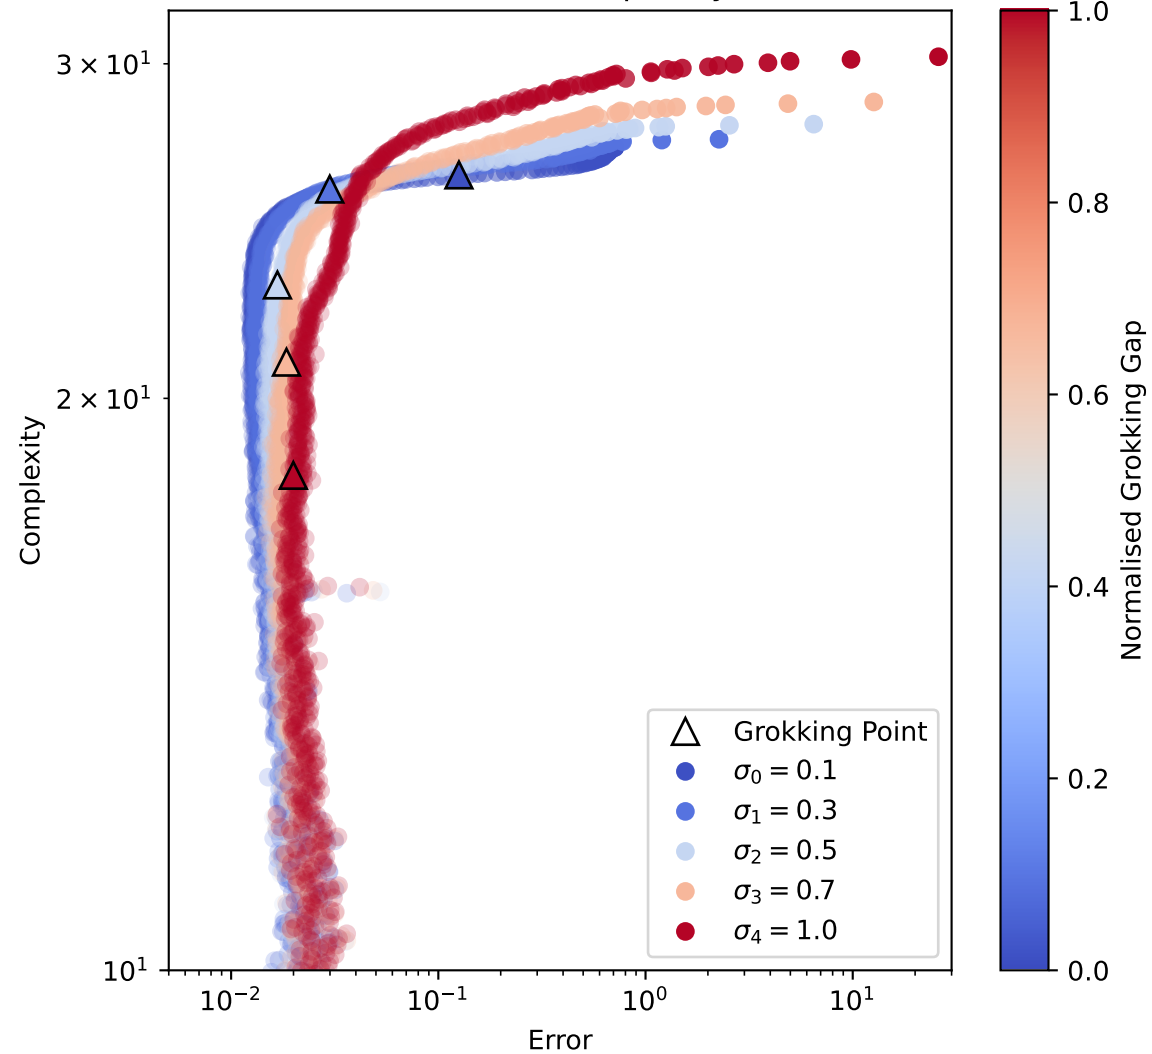 3 × 10¹
2 × 10¹
10¹
Complexity
10⁻²
10⁻¹
10⁰
10¹
Error
Grokking Point
σ₀ = 0.1
σ₁ = 0.3
σ₂ = 0.5
σ₃ = 0.7
σ₄ = 1.0
1.0
0.8
0.6
0.4
0.2
0.0
Normalised Grokking Gap